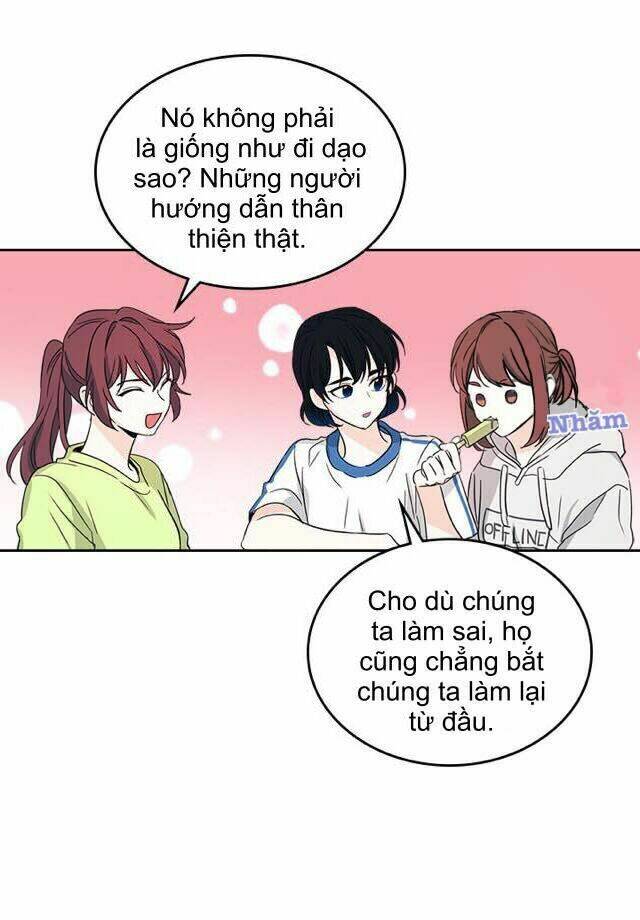 Nó không phải
là giống như đi dạo
sao? Những người
hướng dẫn thân
thiện thật.
Nhăm
OFFLINE
Cho dù chúng
ta làm sai, họ
cũng chẳng bắt
chúng ta làm lại
từ đầu.